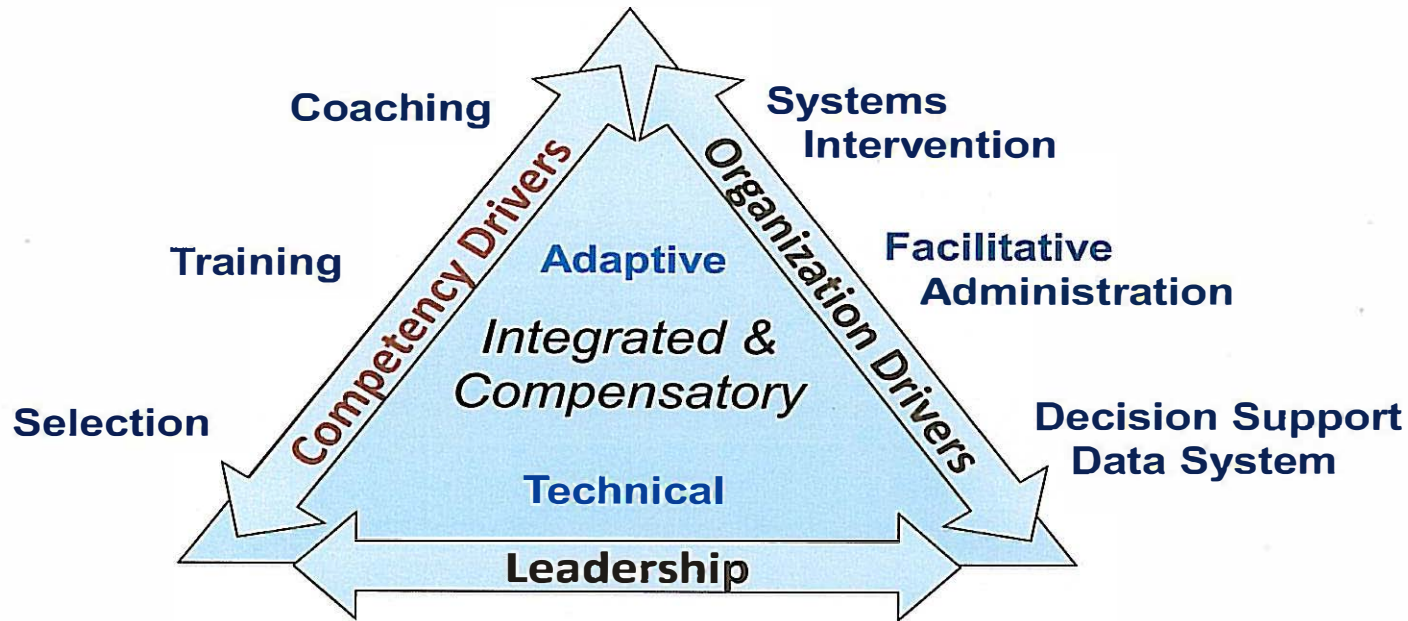 Coaching
Systems
Intervention
Competency Drivers
Organization Drivers
Training
Adaptive
Facilitative
Administration
Integrated &
Compensatory
Selection
Decision Support
Data System
Technical
Leadership